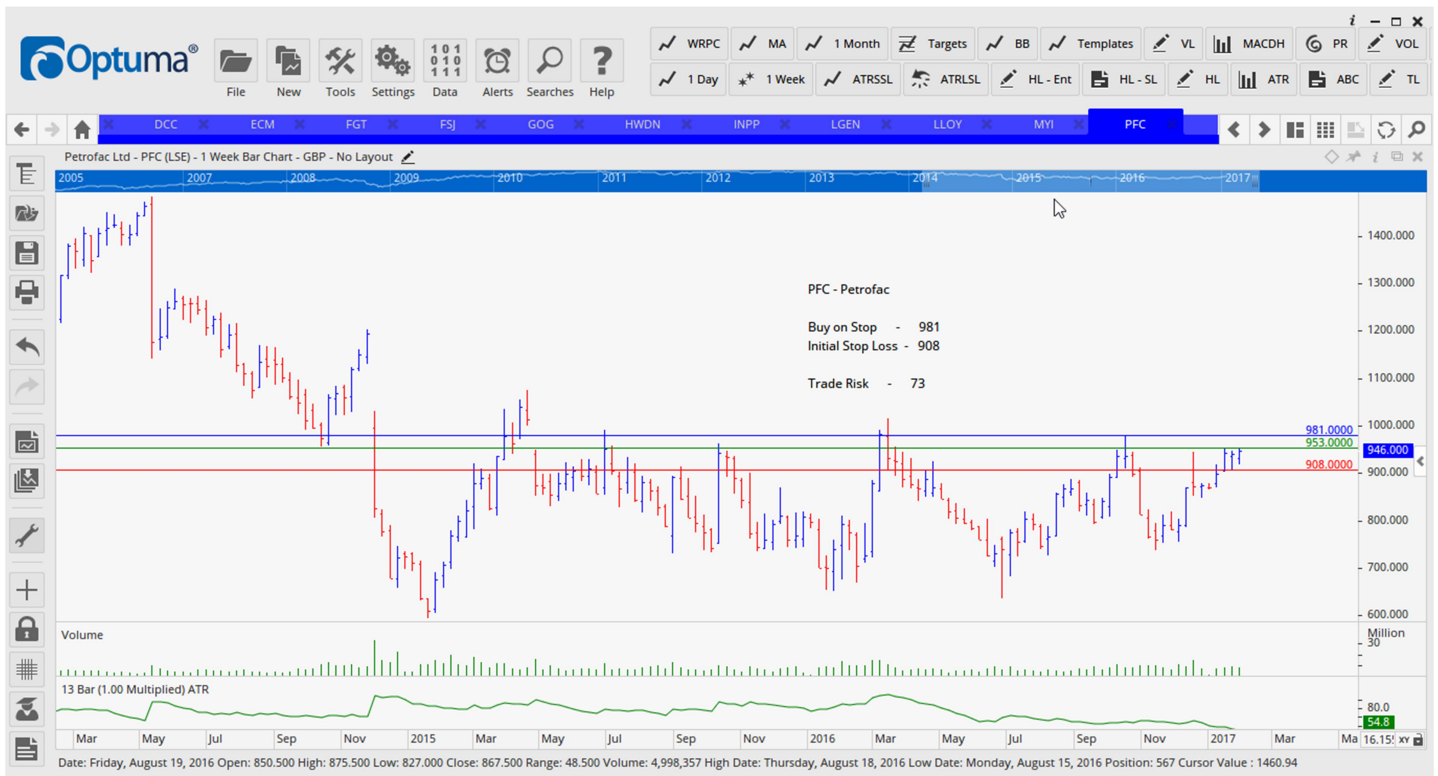 i
Optuma®
File New Tools Settings Data Alerts Searches Help
WRPC MA 1 Month Targets BB Templates VL MACDH PR VOL
1 Day 1 Week ATRSSL ATRLSL HL - Ent HL - SL HL ATR ABC TL
DCC ECM FGT FSJ GOG HWDN INPP LGEN LLOY MYI PFC
Petrofac Ltd - PFC (LSE) - 1 Week Bar Chart - GBP - No Layout
2005 2007 2008 2009 2010 2011 2012 2013 2014 2015 2016 2017
1400.000
1300.000
PFC - Petrofac
Buy on Stop - 981
1200.000
Initial Stop Loss - 908
Trade Risk - 73
1100.000
1000.000
981.0000
953.0000
946.000
908.0000
900.000
800.000
700.000
600.000
Volume
Million
30
13 Bar (1.00 Multiplied) ATR
80.0
54.8
Mar May Jul Sep Nov 2015 Mar May Jul Sep Nov 2016 Mar May Jul Sep Nov 2017 Mar Ma XY
Date: Friday, August 19, 2016 Open: 850.500 High: 875.500 Low: 827.000 Close: 867.500 Range: 48.500 Volume: 4,998,357 High Date: Thursday, August 18, 2016 Low Date: Monday, August 15, 2016 Position: 567 Cursor Value : 1460.94